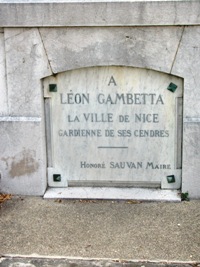 A
LÉON GAMBETTA
LA VILLE DE NICE
GARDIENNE DE SES CENDRES
HONORÉ SAUVAN MAIRE